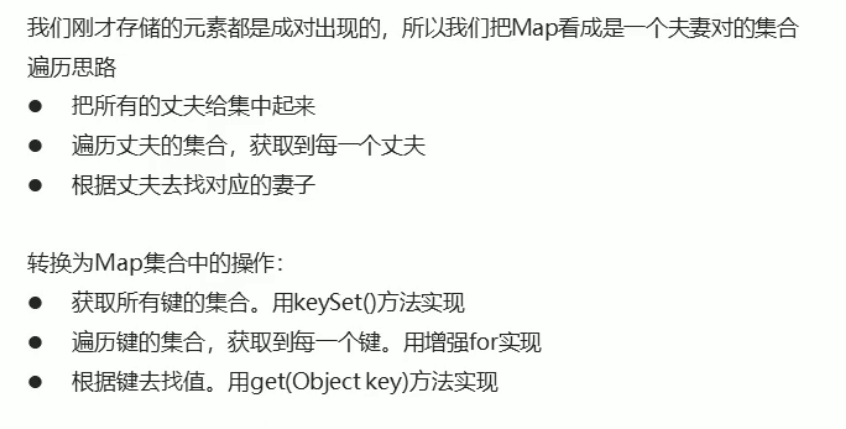 我们刚才存储的元素都是成对出现的，所以我们把Map看成是一个夫妻对的集合
遍历思路
● 把所有的丈夫给集中起来
● 遍历丈夫的集合，获取到每一个丈夫
● 根据丈夫去找对应的妻子
转换为Map集合中的操作：
● 获取所有键的集合。用keySet()方法实现
● 遍历键的集合，获取到每一个键。用增强for实现
● 根据键去找值。用get(Object key)方法实现